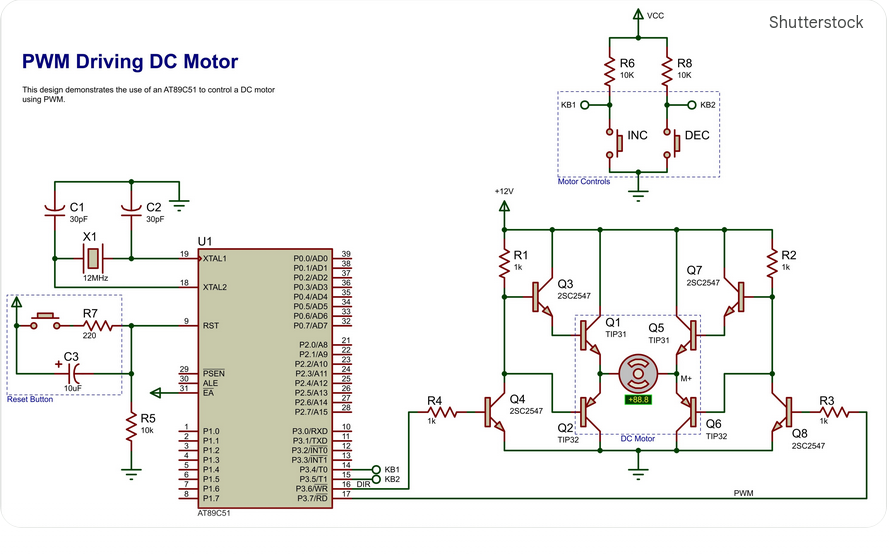 Shutterstock
PWM Driving DC Motor
This design demonstrates the use of an AT89C51 to control a DC motor
using PWM.
VCC
R6
10K
R8
10K
KB1
KB2
INC
DEC
Motor Controls
C1
30pF
C2
30pF
X1
12MHz
R7
220
C3
+
10uF
Reset Button
R5
10k
U1
19 XTAL1
18 XTAL2
9 RST
29 PSEN
30 ALE
31 EA
1 P1.0
2 P1.1
3 P1.2
4 P1.3
5 P1.4
6 P1.5
7 P1.6
8 P1.7
P0.0/AD0 39
P0.1/AD1 38
P0.2/AD2 37
P0.3/AD3 36
P0.4/AD4 35
P0.5/AD5 34
P0.6/AD6 33
P0.7/AD7 32
P2.0/A8 21
P2.1/A9 22
P2.2/A10 23
P2.3/A11 24
P2.4/A12 25
P2.5/A13 26
P2.6/A14 27
P2.7/A15 28
P3.0/RXD 10
P3.1/TXD 11
P3.2/INT0 12
P3.3/INT1 13
P3.4/T0 14 KB1
P3.5/T1 15 KB2
P3.6/WR 16 DIR
P3.7/RD 17
AT89C51
+12V
R1
1k
R2
1k
Q3
2SC2547
Q7
2SC2547
Q1
TIP31
Q5
TIP31
M+
+88.8
R4
1k
Q4
2SC2547
Q2
TIP32
DC Motor
Q6
TIP32
Q8
2SC2547
R3
1k
PWM